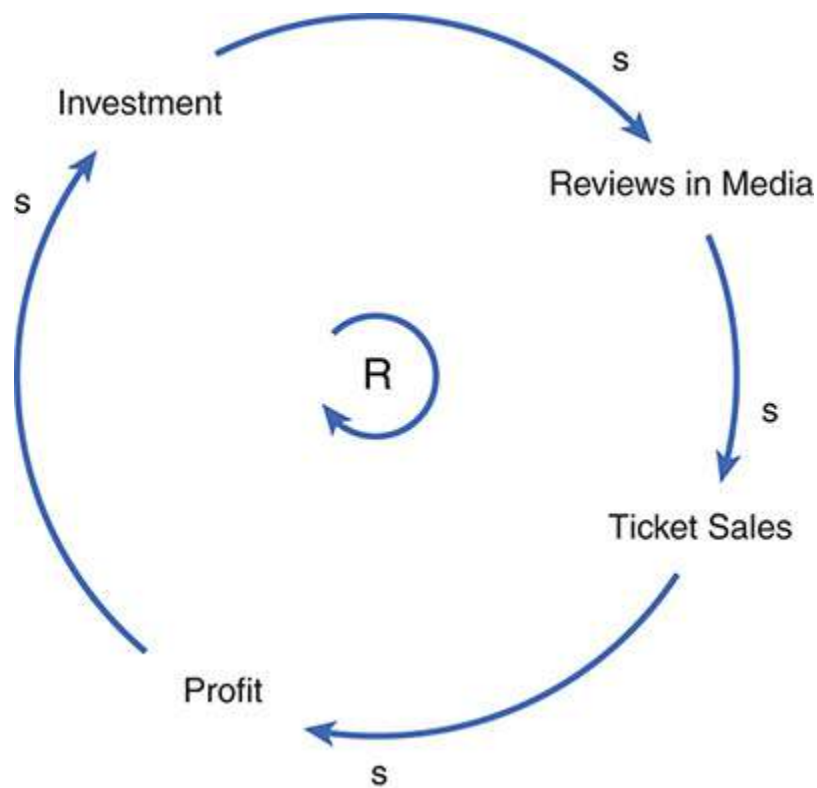 s
Investment
Reviews in Media
s
R
s
Ticket Sales
Profit
s